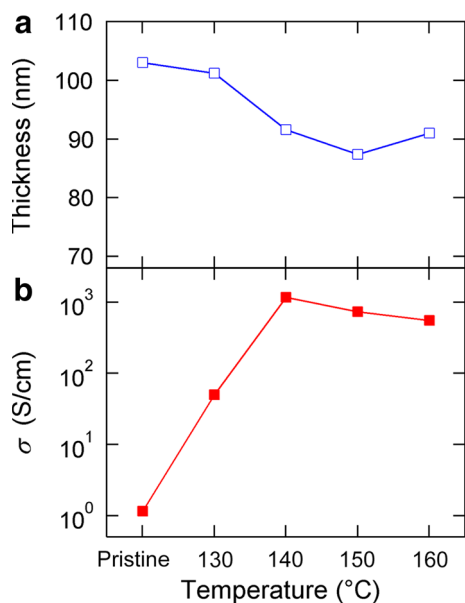 a
110
100
90
80
70
Thickness (nm)
b
10³
10²
10¹
10⁰
σ (S/cm)
Pristine 130 140 150 160
Temperature (°C)